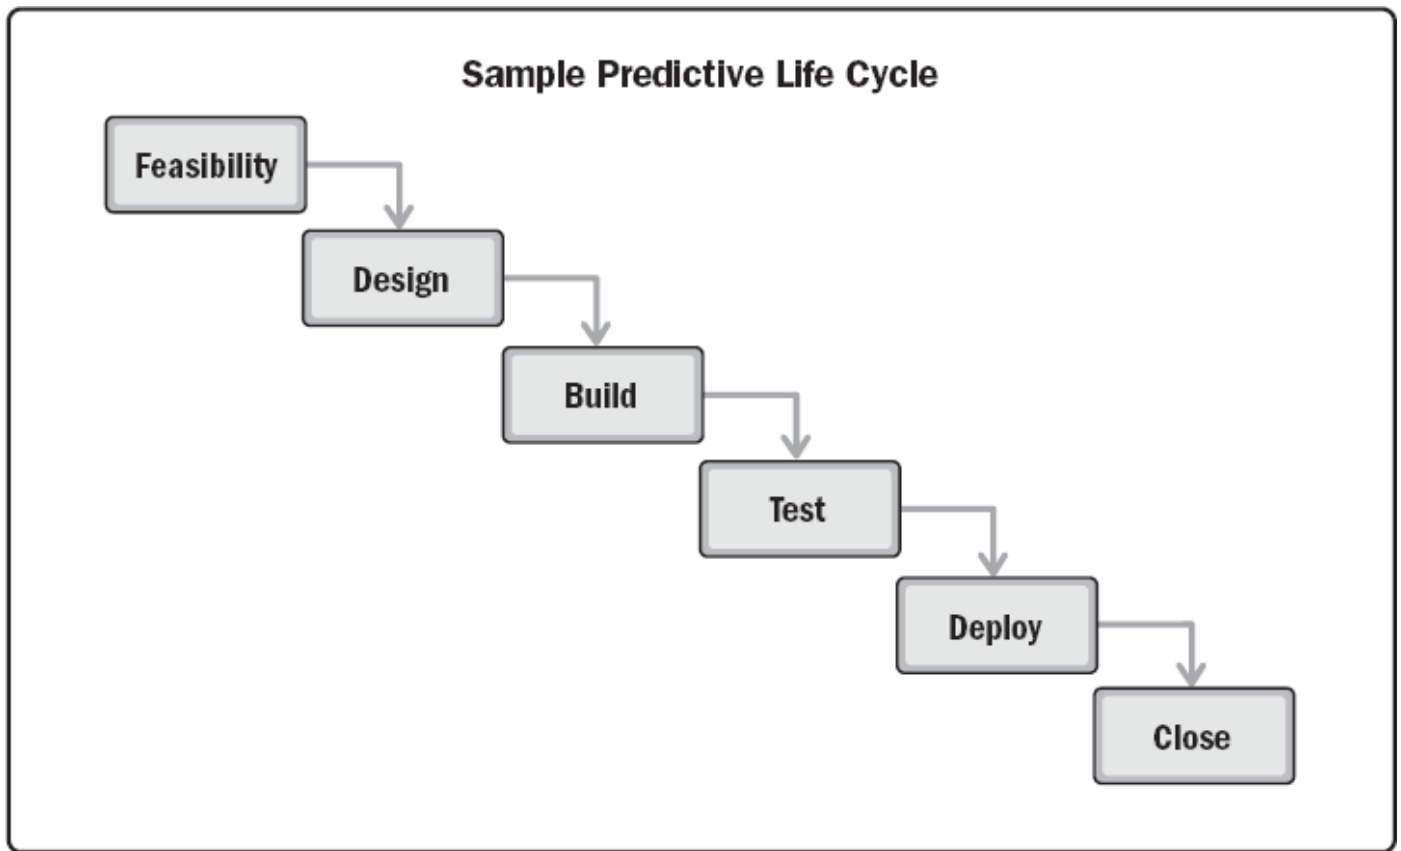 Sample Predictive Life Cycle
Feasibility
Design
Build
Test
Deploy
Close